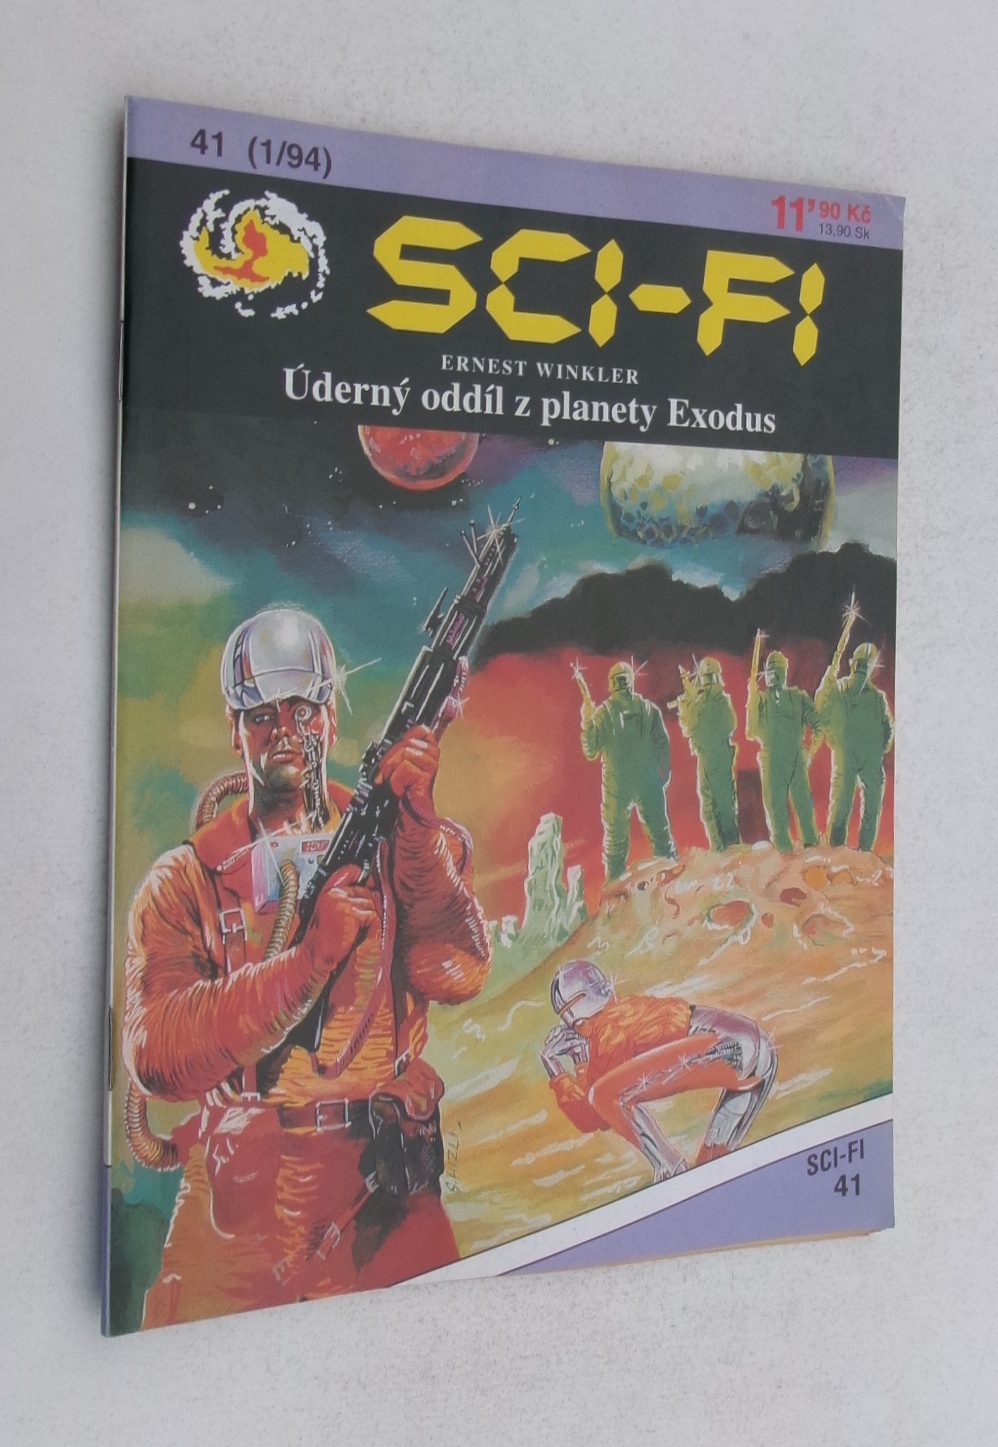 41 (1/94)
11'90 Kč
13,90 Sk
SCI-FI
ERNEST WINKLER
Úderný oddíl z planety Exodus
SCI-FI
41